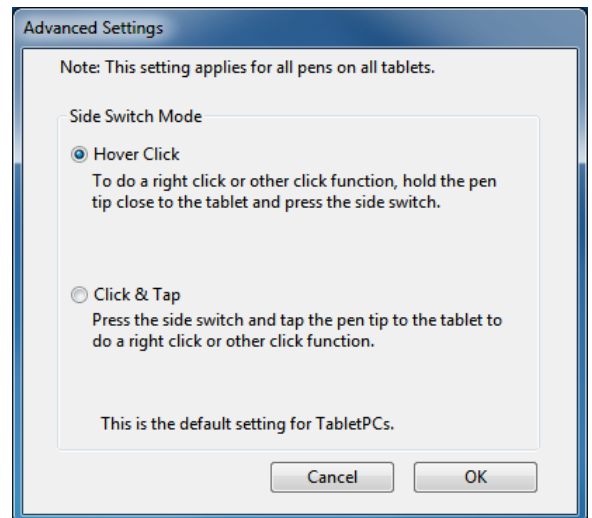 Advanced Settings
Note: This setting applies for all pens on all tablets.
Side Switch Mode
Hover Click
To do a right click or other click function, hold the pen
tip close to the tablet and press the side switch.
Click & Tap
Press the side switch and tap the pen tip to the tablet to
do a right click or other click function.
This is the default setting for TabletPCs.
Cancel OK